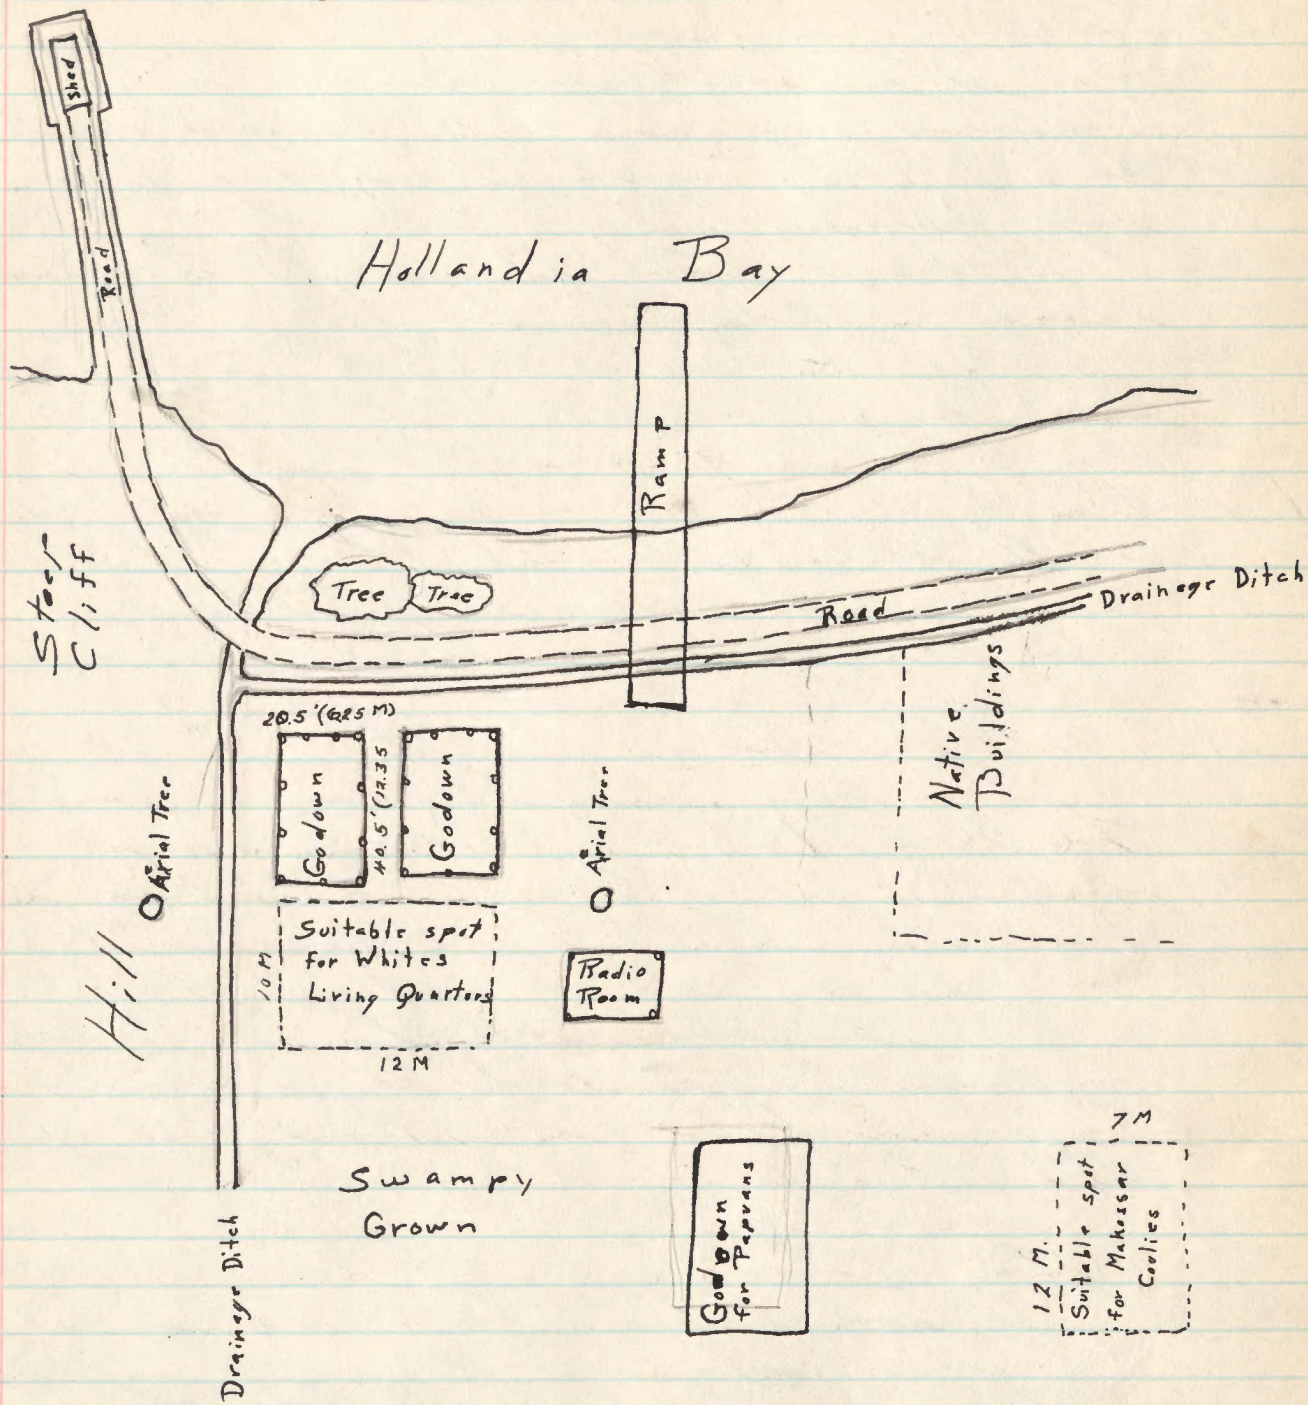 Shed
Road
Hollandia Bay
Ramp
Steep
Cliff
Tree
Tree
Road
Drainage Ditch
20.5' (6.25 M)
Godown
40.5' (12.35
Godown
Native
Buildings
Arial Tree
Arial Tree
Hill
Suitable spot
for Whites
Living Quarters
10 M
12 M
Radio
Room
Swampy
Grown
Drainage Ditch
Godown
for Papuans
7 M
12 M.
Suitable spot
for Makassar
Coolies